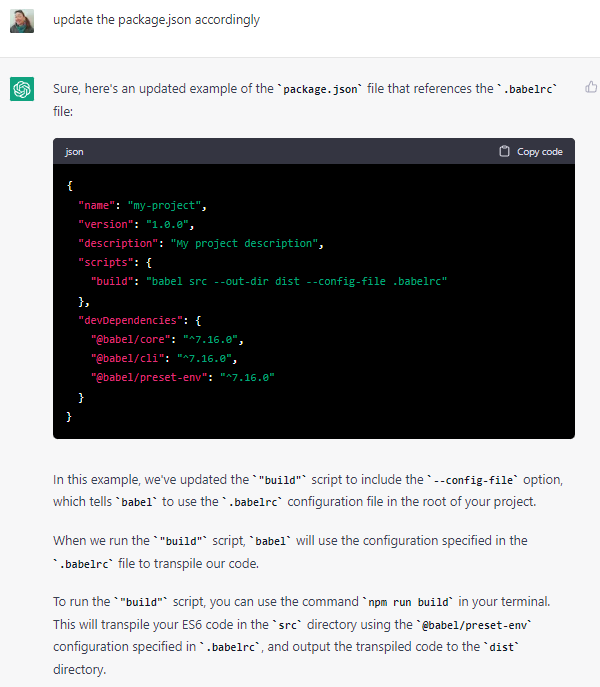 update the package.json accordingly
Sure, here's an updated example of the `package.json` file that references the `.babelrc`
file:
json
Copy code
{
"name": "my-project",
"version": "1.0.0",
"description": "My project description",
"scripts": {
"build": "babel src --out-dir dist --config-file .babelrc"
},
"devDependencies": {
"@babel/core": "^7.16.0",
"@babel/cli": "^7.16.0",
"@babel/preset-env": "^7.16.0"
}
}
In this example, we've updated the `"build"` script to include the `--config-file` option,
which tells `babel` to use the `.babelrc` configuration file in the root of your project.
When we run the `"build"` script, `babel` will use the configuration specified in the
`.babelrc` file to transpile our code.
To run the `"build"` script, you can use the command `npm run build` in your terminal.
This will transpile your ES6 code in the `src` directory using the `@babel/preset-env`
configuration specified in `.babelrc`, and output the transpiled code to the `dist`
directory.